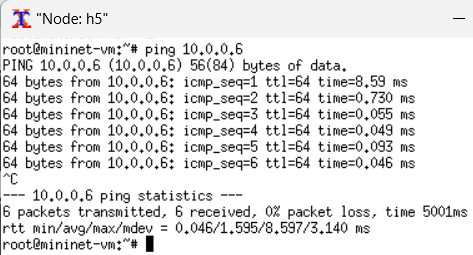 "Node: h5"
root@mininet-vm:~# ping 10.0.0.6
PING 10.0.0.6 (10.0.0.6) 56(84) bytes of data.
64 bytes from 10.0.0.6: icmp_seq=1 ttl=64 time=8.59 ms
64 bytes from 10.0.0.6: icmp_seq=2 ttl=64 time=0.730 ms
64 bytes from 10.0.0.6: icmp_seq=3 ttl=64 time=0.055 ms
64 bytes from 10.0.0.6: icmp_seq=4 ttl=64 time=0.049 ms
64 bytes from 10.0.0.6: icmp_seq=5 ttl=64 time=0.093 ms
64 bytes from 10.0.0.6: icmp_seq=6 ttl=64 time=0.046 ms
^C
--- 10.0.0.6 ping statistics ---
6 packets transmitted, 6 received, 0% packet loss, time 5001ms
rtt min/avg/max/mdev = 0.046/1.595/8.597/3.140 ms
root@mininet-vm:~#